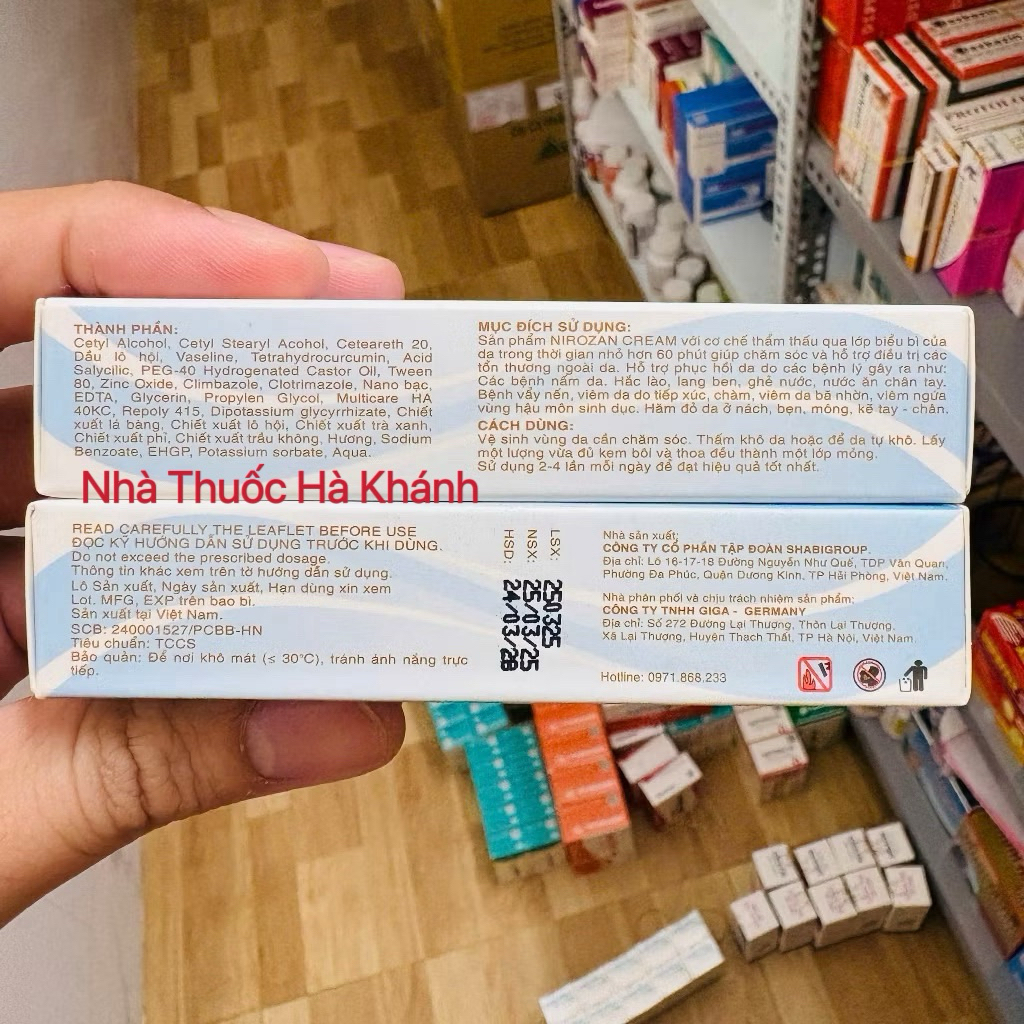 THÀNH PHẦN:
Cetyl Alcohol, Cetyl Stearyl Acohol, Ceteareth 20,
Dầu lô hội, Vaseline, Tetrahydrocurcumin, Acid
Salycilic, PEG-40 Hydrogenated Castor Oil, Tween
80, Zinc Oxide, Climbazole, Clotrimazole, Nano bạc,
EDTA, Glycerin, Propylen Glycol, Multicare HA
40KC, Repoly 415, Dipotassium glycyrrhizate, Chiết
xuất lá bàng, Chiết xuất lô hội, Chiết xuất trà xanh,
Chiết xuất phỉ, Chiết xuất trầu không, Hương, Sodium
Benzoate, EHGP, Potassium sorbate, Aqua.
MỤC ĐÍCH SỬ DỤNG:
Sản phẩm NIROZAN CREAM với cơ chế thẩm thấu qua lớp biểu bì của
da trong thời gian nhỏ hơn 60 phút giúp chăm sóc và hỗ trợ điều trị các
tổn thương ngoài da. Hỗ trợ phục hồi da do các bệnh lý gây ra như:
Các bệnh nấm da. Hắc lào, lang ben, ghẻ nước, nước ăn chân tay.
Bệnh vẩy nến, viêm da do tiếp xúc, chàm, viêm da bã nhờn, viêm ngứa
vùng hậu môn sinh dục. Hăm đỏ da ở nách, bẹn, mông, kẽ tay - chân.
CÁCH DÙNG:
Vệ sinh vùng da cần chăm sóc. Thấm khô da hoặc để da tự khô. Lấy
một lượng vừa đủ kem bôi và thoa đều thành một lớp mỏng.
Sử dụng 2-4 lần mỗi ngày để đạt hiệu quả tốt nhất.
Nhà Thuốc Hà Khánh
READ CAREFULLY THE LEAFLET BEFORE USE
ĐỌC KỸ HƯỚNG DẪN SỬ DỤNG TRƯỚC KHI DÙNG.
Do not exceed the prescribed dosage.
Thông tin khác xem trên tờ hướng dẫn sử dụng.
Lô Sản xuất, Ngày sản xuất, Hạn dùng xin xem
Lot. MFG, EXP trên bao bì.
Sản xuất tại Việt Nam.
SCB: 240001527/PCBB-HN
Tiêu chuẩn: TCCS
Bảo quản: Để nơi khô mát (≤ 30°C), tránh ánh nắng trực
tiếp.
LSX: 250325
NSX: 25/03/25
HSD: 24/03/28
Nhà sản xuất:
CÔNG TY CỔ PHẦN TẬP ĐOÀN SHABIGROUP.
Địa chỉ: Lô 16-17-18 Đường Nguyễn Như Quế, TDP Vân Quan,
Phường Đa Phúc, Quận Dương Kinh, TP Hải Phòng, Việt Nam.
Nhà phân phối và chịu trách nhiệm sản phẩm:
CÔNG TY TNHH GIGA - GERMANY
Địa chỉ: Số 272 Đường Lại Thượng, Thôn Lại Thượng,
Xã Lại Thượng, Huyện Thạch Thất, TP Hà Nội, Việt Nam.
Hotline: 0971.868.233